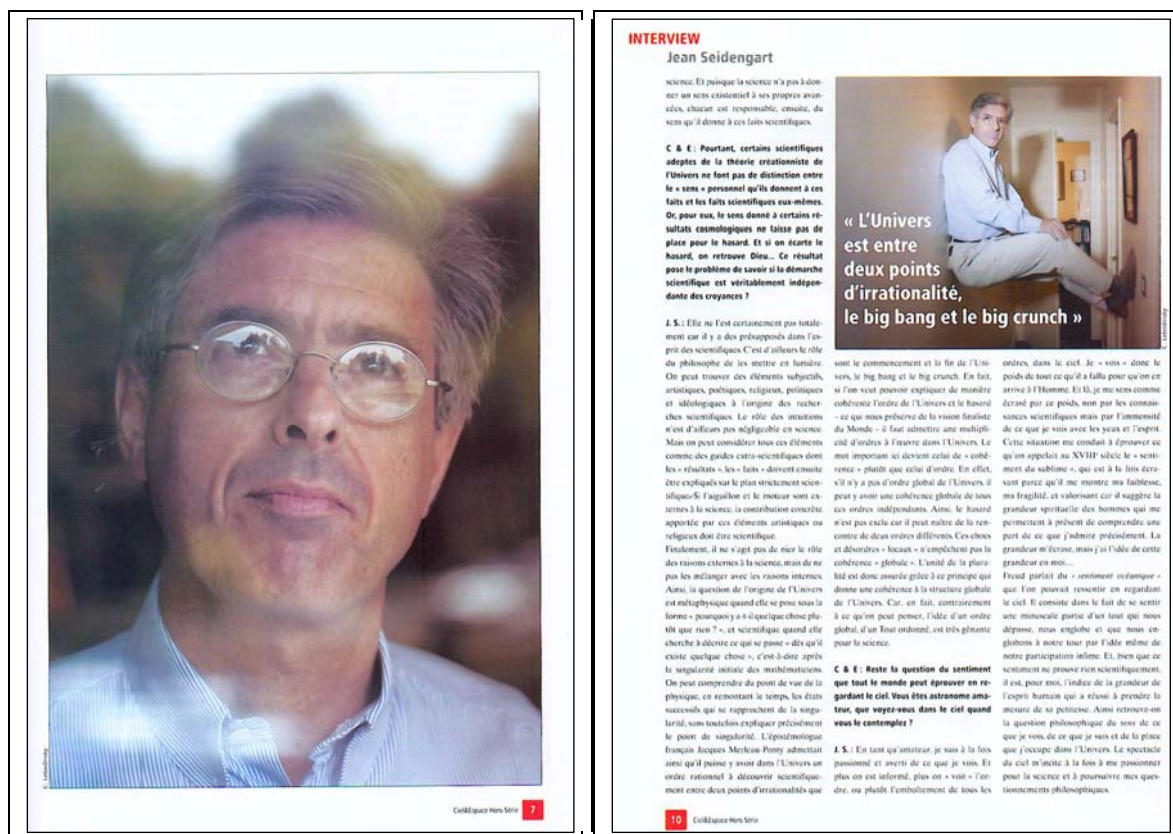 C. Lebedinsky
Ciel&Espace Hors Série 7
INTERVIEW
Jean Seidengart
science. Et puisque la science n'a pas à don-
ner un sens existentiel à ses propres avan-
cées, chacun est responsable, ensuite, du
sens qu'il donne à ces faits scientifiques.
C & E : Pourtant, certains scientifiques
adeptes de la théorie créationniste de
l'Univers ne font pas de distinction entre
le « sens » personnel qu'ils donnent à ces
faits et les faits scientifiques eux-mêmes.
Or, pour eux, le sens donné à certains ré-
sultats cosmologiques ne laisse pas de
place pour le hasard. Et si on écarte le
hasard, on retrouve Dieu... Ce résultat
pose le problème de savoir si la démarche
scientifique est véritablement indépen-
dante des croyances ?
J. S. : Elle ne l'est certainement pas totale-
ment car il y a des présupposés dans l'es-
prit des scientifiques. C'est d'ailleurs le rôle
du philosophe de les mettre en lumière.
On peut trouver des éléments subjectifs,
artistiques, poétiques, religieux, politiques
et idéologiques à l'origine des recher-
ches scientifiques. Le rôle des intuitions
n'est d'ailleurs pas négligeable en science.
Mais on peut considérer tous ces éléments
comme des guides extra-scientifiques dont
les « résultats », les « faits » doivent ensuite
être expliqués sur le plan strictement scien-
tifique. Si l'aiguillon et le moteur sont ex-
ternes à la science, la contribution concrète
apportée par ces éléments artistiques ou
religieux doit être scientifique.
Finalement, il ne s'agit pas de nier le rôle
des raisons externes à la science, mais de ne
pas les mélanger avec les raisons internes.
Ainsi, la question de l'origine de l'Univers
est métaphysique quand elle se pose sous la
forme « pourquoi y a-t-il quelque chose plu-
tôt que rien ? », et scientifique quand elle
cherche à décrire ce qui se passe « dès qu'il
existe quelque chose », c'est-à-dire après
la singularité initiale des mathématiciens.
On peut comprendre du point de vue de la
physique, en remontant le temps, les états
successifs qui se rapprochent de la singu-
larité, sans toutefois expliquer précisément
le point de singularité. L'épistémologue
français Jacques Merleau-Ponty admettait
ainsi qu'il puisse y avoir dans l'Univers un
ordre rationnel à découvrir scientifique-
ment entre deux points d'irrationalités que
« L'Univers
est entre
deux points
d'irrationalité,
le big bang et le big crunch »
C. Lebedinsky
sont le commencement et la fin de l'Uni-
vers, le big bang et le big crunch. En fait,
si l'on veut pouvoir expliquer de manière
cohérente l'ordre de l'Univers et le hasard
– ce qui nous préserve de la vision finaliste
du Monde – il faut admettre une multipli-
cité d'ordres à l'œuvre dans l'Univers. Le
mot important ici devient celui de « cohé-
rence » plutôt que celui d'ordre. En effet,
s'il n'y a pas d'ordre global de l'Univers, il
peut y avoir une cohérence globale de tous
ces ordres indépendants. Ainsi, le hasard
n'est pas exclu car il peut naître de la ren-
contre de deux ordres différents. Ces chocs
et désordres « locaux » n'empêchent pas la
cohérence « globale ». L'unité de la plura-
lité est donc assurée grâce à ce principe qui
donne une cohérence à la structure globale
de l'Univers. Car, en fait, contrairement
à ce qu'on peut penser, l'idée d'un ordre
global, d'un Tout ordonné, est très gênante
pour la science.
C & E : Reste la question du sentiment
que tout le monde peut éprouver en re-
gardant le ciel. Vous êtes astronome ama-
teur, que voyez-vous dans le ciel quand
vous le contemplez ?
J. S. : En tant qu'amateur, je suis à la fois
passionné et averti de ce que je vois. Et
plus on est informé, plus on « voit » l'or-
dre, ou plutôt l'emboîtement de tous les
ordres, dans le ciel. Je « vois » donc le
poids de tout ce qu'il a fallu pour qu'on en
arrive à l'Homme. Et là, je me sens comme
écrasé par ce poids, non par les connais-
sances scientifiques mais par l'immensité
de ce que je vois avec les yeux et l'esprit.
Cette situation me conduit à éprouver ce
qu'on appelait au XVIIIe siècle le « senti-
ment du sublime », qui est à la fois écra-
sant parce qu'il me montre ma faiblesse,
ma fragilité, et valorisant car il suggère la
grandeur spirituelle des hommes qui me
permettent à présent de comprendre une
part de ce que j'admire précisément. La
grandeur m'écrase, mais j'ai l'idée de cette
grandeur en moi...
Freud parlait du « sentiment océanique »
que l'on pouvait ressentir en regardant
le ciel. Il consiste dans le fait de se sentir
une minuscule partie d'un tout qui nous
dépasse, nous englobe et que nous en-
globons à notre tour par l'idée même de
notre participation infime. Et, bien que ce
sentiment ne prouve rien scientifiquement,
il est, pour moi, l'indice de la grandeur de
l'esprit humain qui a réussi à prendre la
mesure de sa petitesse. Ainsi retrouve-on
la question philosophique du sens de ce
que je vois, de ce que je suis et de la place
que j'occupe dans l'Univers. Le spectacle
du ciel m'incite à la fois à me passionner
pour la science et à poursuivre mes ques-
tionnements philosophiques.
10 Ciel&Espace Hors Série